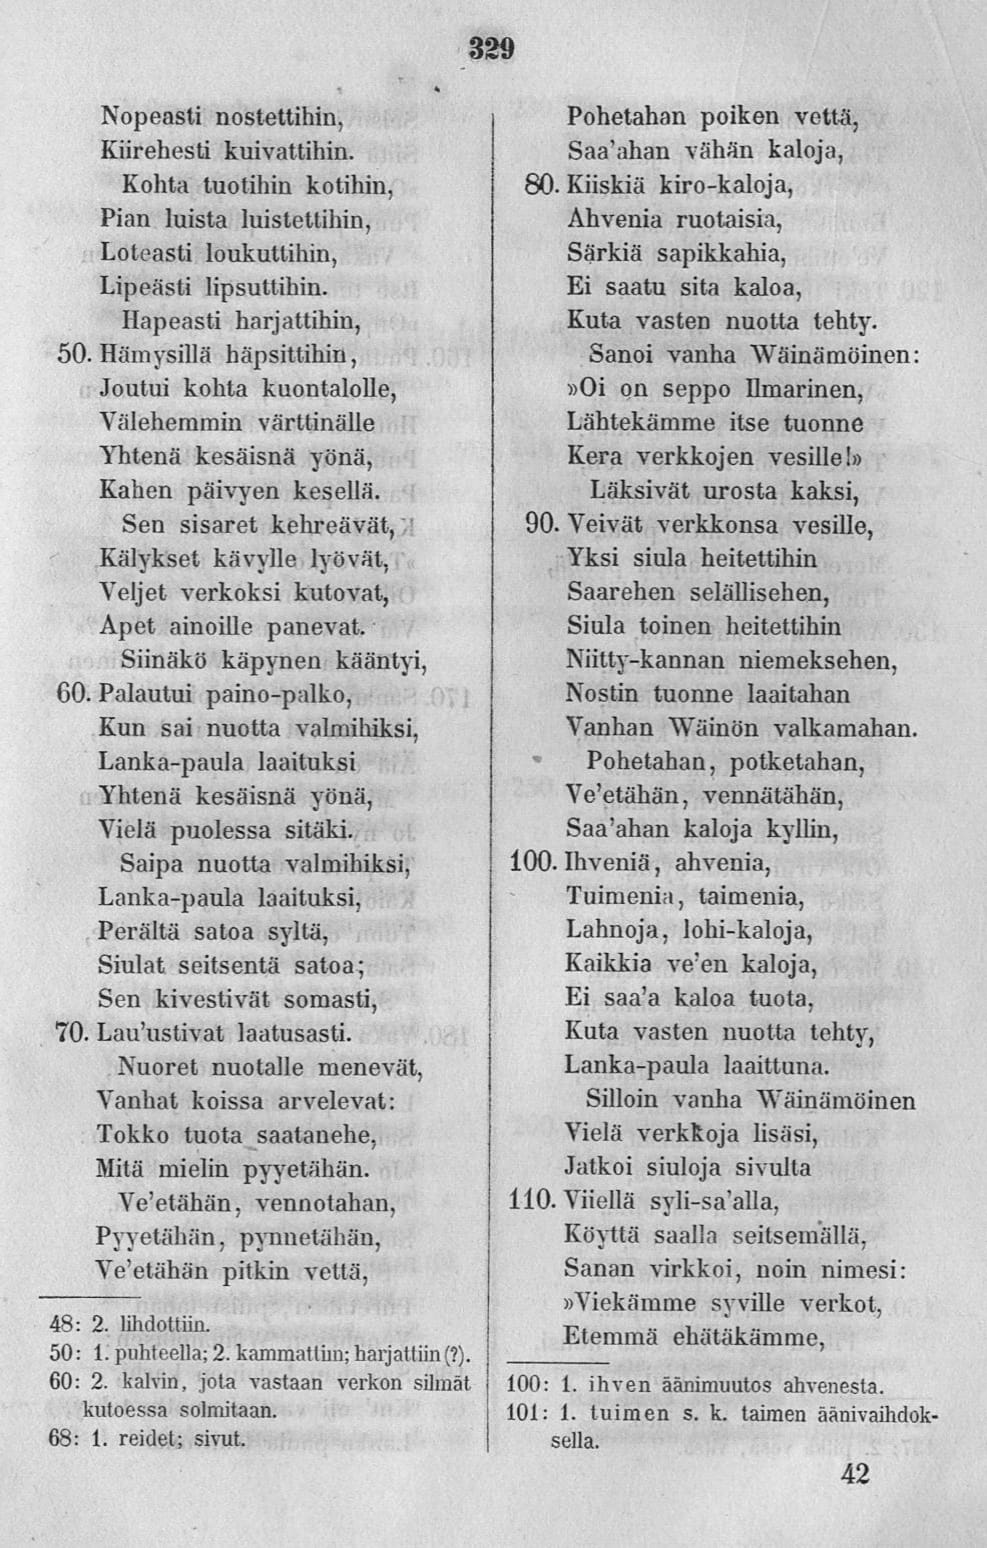 329
Nopeasti nostettihin,
Kiirehesti kuivattihin.
Kohta tuotihin kotihin,
Pian luista luistettihin,
Loteasti loukuttihin,
Lipeästi lipsuttihin.
Hapeasti harjattihin,
50. Hämysillä häpsittihin,
Joutui kohta kuontalolle,
Välehemmin värttinälle
Yhtenä kesäisnä yönä,
Kahen päivyen kesellä.
Sen sisaret kehreävät,
Kälykset kävylle lyövät,
Veljet verkoksi kutovat,
Apet ainoille panevat.
Siinäkö käpynen kääntyi,
60. Palautui paino-palko,
Kun sai nuotta valmihiksi,
Lanka-paula laaituksi
Yhtenä kesäisnä yönä,
Vielä puolessa sitäki.
Saipa nuotta valmihiksi,
Lanka-paula laaituksi,
Perältä satoa syltä,
Siulat seitsentä satoa;
Sen kivestivät somasti,
70. Lau'ustivat laatusasti.
Nuoret nuotalle menevät,
Vanhat koissa arvelevat:
Tokko tuota saatanehe,
Mitä mielin pyyetähän.
Ve'etähän, vennotahan,
Pyyetähän, pynnetähän,
Ve'etähän pitkin vettä,
48: 2. lihdottiin.
50: 1. puhteella; 2. kammattiin; harjattiin (?).
60: 2. kalvin, jota vastaan verkon silmät
kutoessa solmitaan.
68: 1. reidet; sivut.
Pohetahan poiken vettä,
Saa'ahan vähän kaloja,
80. Kiiskiä kiro-kaloja,
Ahvenia ruotaisia,
Särkiä sapikkahia,
Ei saatu sita kaloa,
Kuta vasten nuotta tehty.
Sanoi vanha Wäinämöinen:
»Oi on seppo Ilmarinen,
Lähtekämme itse tuonne
Kera verkkojen vesille!»
Läksivät urosta kaksi,
90. Veivät verkkonsa vesille,
Yksi siula heitettihin
Saarehen selällisehen,
Siula toinen heitettihin
Niitty-kannan niemeksehen,
Nostin tuonne laaitahan
Vanhan Wäinön valkamahan.
Pohetahan, potketahan,
Ve'etähän, vennätähän,
Saa'ahan kaloja kyllin,
100. Ihveniä, ahvenia,
Tuimenia, taimenia,
Lahnoja, lohi-kaloja,
Kaikkia ve'en kaloja,
Ei saa'a kaloa tuota,
Kuta vasten nuotta tehty,
Lanka-paula laaittuna.
Silloin vanha Wäinämöinen
Vielä verkkoja lisäsi,
Jatkoi siuloja sivulta
110. Viiellä syli-sa'alla,
Köyttä saalla seitsemällä,
Sanan virkkoi, noin nimesi:
»Viekämme syville verkot,
Etemmä ehätäkämme,
100: 1. ihven äänimuutos ahvenesta.
101: 1. tuimen s. k. taimen äänivaihdok-
sella.
42